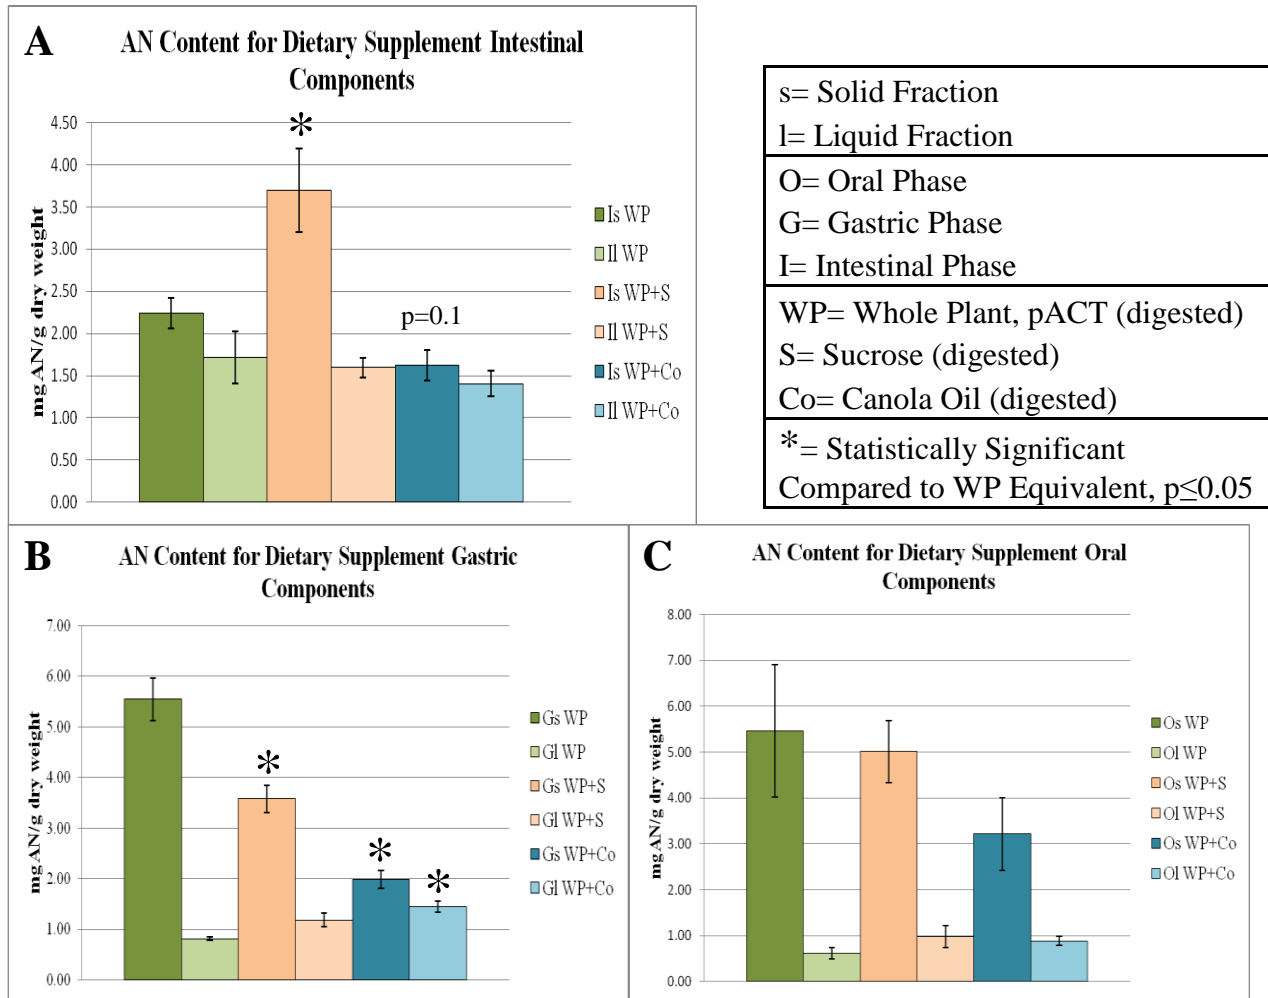 A
AN Content for Dietary Supplement Intestinal
Components
mg AN/g dry weight
4.50
4.00
3.50
3.00
2.50
2.00
1.50
1.00
0.50
0.00
*
p=0.1
Is WP
Il WP
Is WP+S
Il WP+S
Is WP+Co
Il WP+Co
s= Solid Fraction
l= Liquid Fraction
O= Oral Phase
G= Gastric Phase
I= Intestinal Phase
WP= Whole Plant, pACT (digested)
S= Sucrose (digested)
Co= Canola Oil (digested)
*= Statistically Significant
Compared to WP Equivalent, p≤0.05
B
AN Content for Dietary Supplement Gastric
Components
mg AN/g dry weight
7.00
6.00
5.00
4.00
3.00
2.00
1.00
0.00
*
*
*
Gs WP
Gl WP
Gs WP+S
Gl WP+S
Gs WP+Co
Gl WP+Co
C
AN Content for Dietary Supplement Oral
Components
mg AN/g dry weight
8.00
7.00
6.00
5.00
4.00
3.00
2.00
1.00
0.00
Os WP
Ol WP
Os WP+S
Ol WP+S
Os WP+Co
Ol WP+Co